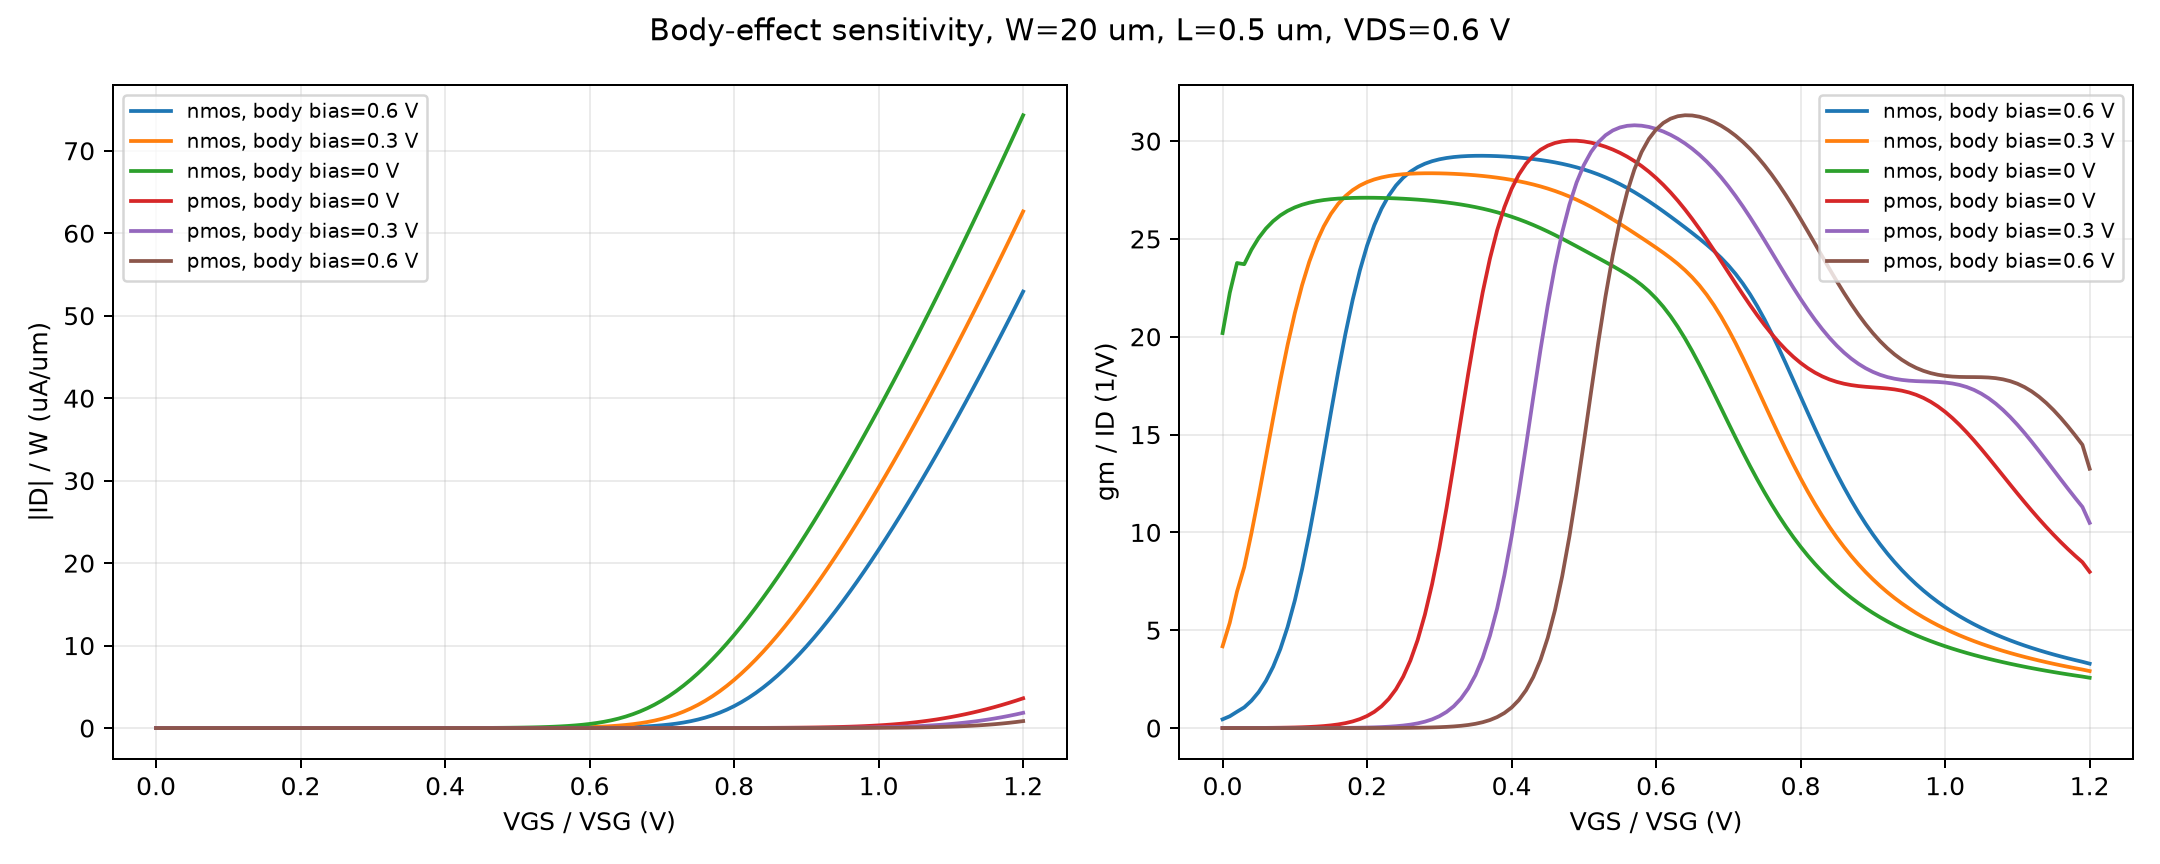 Body-effect sensitivity, W=20 um, L=0.5 um, VDS=0.6 V
|ID| / W (uA/um)
70
60
50
40
30
20
10
0
nmos, body bias=0.6 V
nmos, body bias=0.3 V
nmos, body bias=0 V
pmos, body bias=0 V
pmos, body bias=0.3 V
pmos, body bias=0.6 V
0.0 0.2 0.4 0.6 0.8 1.0 1.2
VGS / VSG (V)
gm / ID (1/V)
30
25
20
15
10
5
0
nmos, body bias=0.6 V
nmos, body bias=0.3 V
nmos, body bias=0 V
pmos, body bias=0 V
pmos, body bias=0.3 V
pmos, body bias=0.6 V
0.0 0.2 0.4 0.6 0.8 1.0 1.2
VGS / VSG (V)